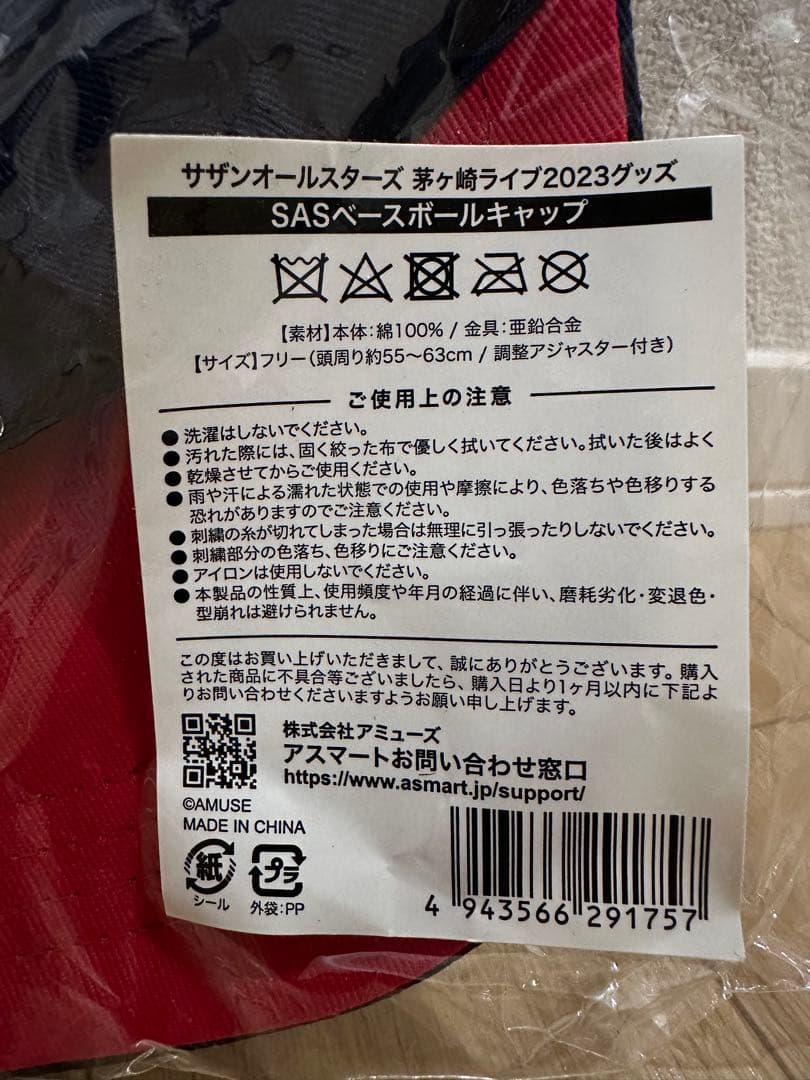 サザンオールスターズ 茅ヶ崎ライブ2023グッズ
SASベースボールキャップ
【素材】本体:綿100% / 金具:亜鉛合金
【サイズ】フリー(頭周り約55〜63cm / 調整アジャスター付き)
ご使用上の注意
●洗濯はしないでください。
●汚れた際には、固く絞った布で優しく拭いてください。拭いた後はよく
●乾燥させてからご使用ください。
●雨や汗による濡れた状態での使用や摩擦により、色落ちや色移りする
恐れがありますのでご注意ください。
●刺繍の糸が切れてしまった場合は無理に引っ張ったりしないでください。
●刺繍部分の色落ち、色移りにご注意ください。
●アイロンは使用しないでください。
●本製品の性質上、使用頻度や年月の経過に伴い、磨耗劣化・変退色・
型崩れは避けられません。
この度はお買い上げいただきまして、誠にありがとうございます。購入
された商品に不具合等ございましたら、購入日より1ヶ月以内に下記よ
りお問い合わせくださいますようお願い申し上げます。
株式会社アミューズ
アスマートお問い合わせ窓口
https://www.asmart.jp/support/
©AMUSE
MADE IN CHINA
紙
シール
プラ
外袋:PP
4 943566 291757